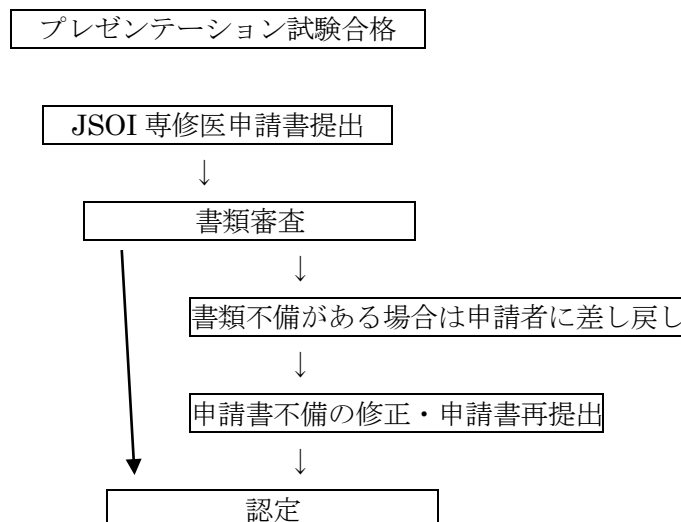 プレゼンテーション試験合格
JSOI 専修医申請書提出
↓
書類審査
↓
書類不備がある場合は申請者に差し戻し
↓
申請書不備の修正・申請書再提出
↓
認定